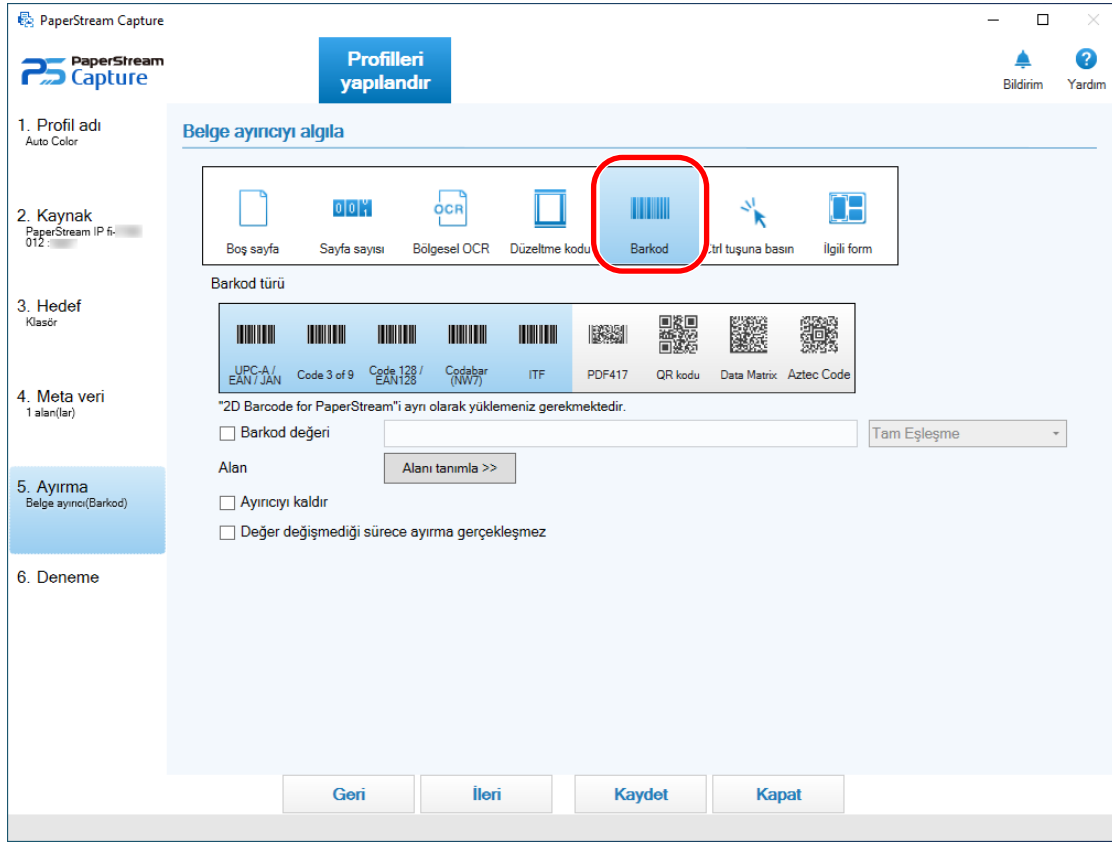 PaperStream Capture
PaperStream
Capture
Profilleri
yapılandır
Bildirim
Yardım
1. Profil adı
Auto Color
2. Kaynak
PaperStream IP fi-
012 :
3. Hedef
Klasör
4. Meta veri
1 alan(lar)
5. Ayırma
Belge ayırıcı(Barkod)
6. Deneme
Belge ayırıcıyı algıla
Boş sayfa
Sayfa sayısı
OCR
Bölgesel OCR
Düzeltme kodu
Barkod
Ctrl tuşuna basın
İlgili form
Barkod türü
UPC-A /
EAN / JAN
Code 3 of 9
Code 128 /
EAN128
Codabar
(NW7)
ITF
PDF417
QR kodu
Data Matrix
Aztec Code
"2D Barcode for PaperStream"i ayrı olarak yüklemeniz gerekmektedir.
Barkod değeri
Tam Eşleşme
Alan
Alanı tanımla >>
Ayırıcıyı kaldır
Değer değişmediği sürece ayırma gerçekleşmez
Geri
İleri
Kaydet
Kapat